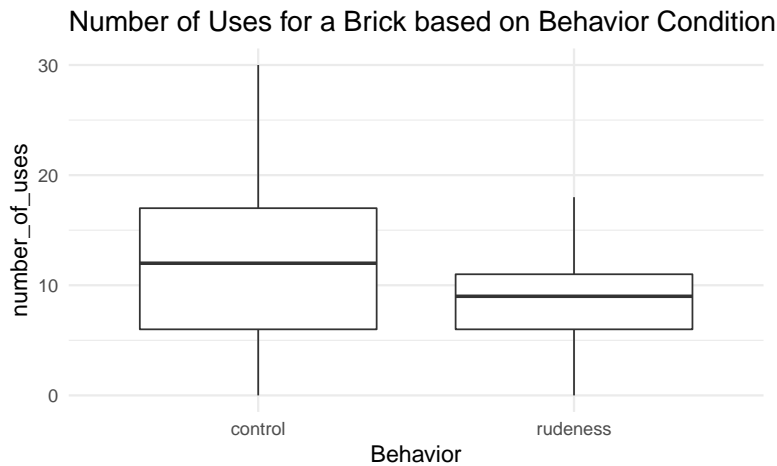 Number of Uses for a Brick based on Behavior Condition
number_of_uses
30
20
10
0
control rudeness
Behavior